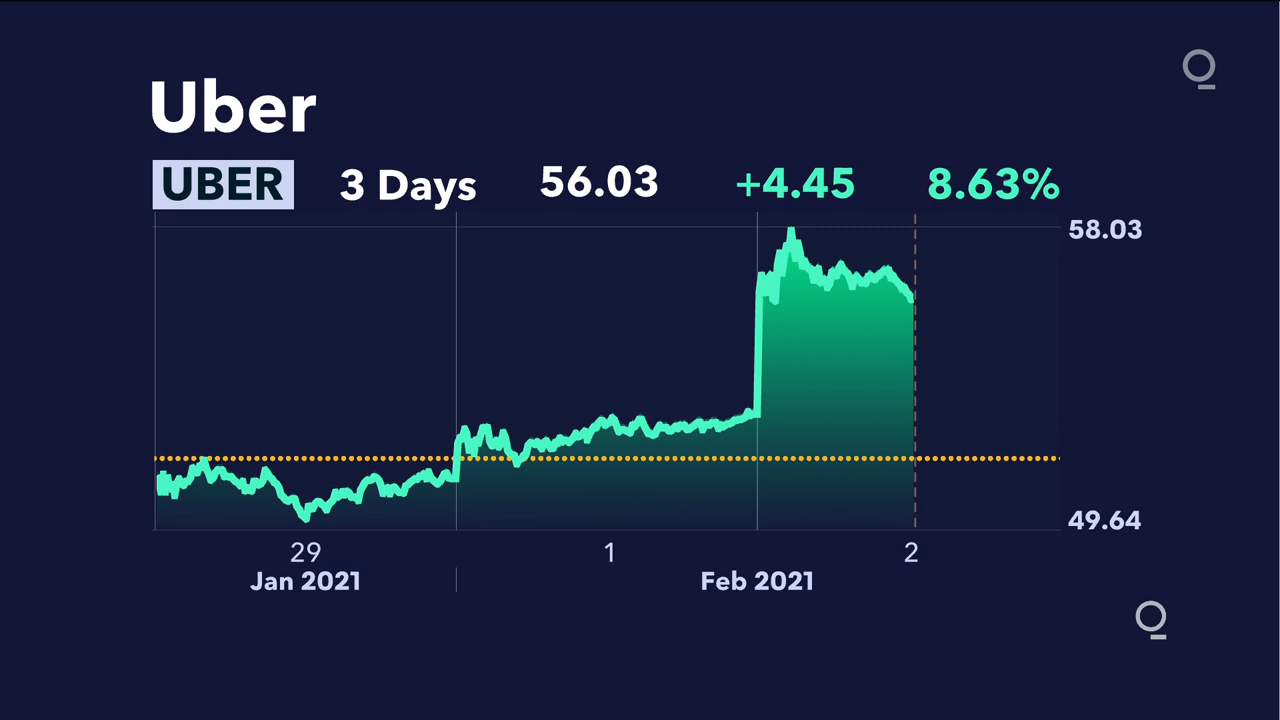 Uber
UBER 3 Days 56.03 +4.45 8.63%
58.03
49.64
29 1 2
Jan 2021 Feb 2021